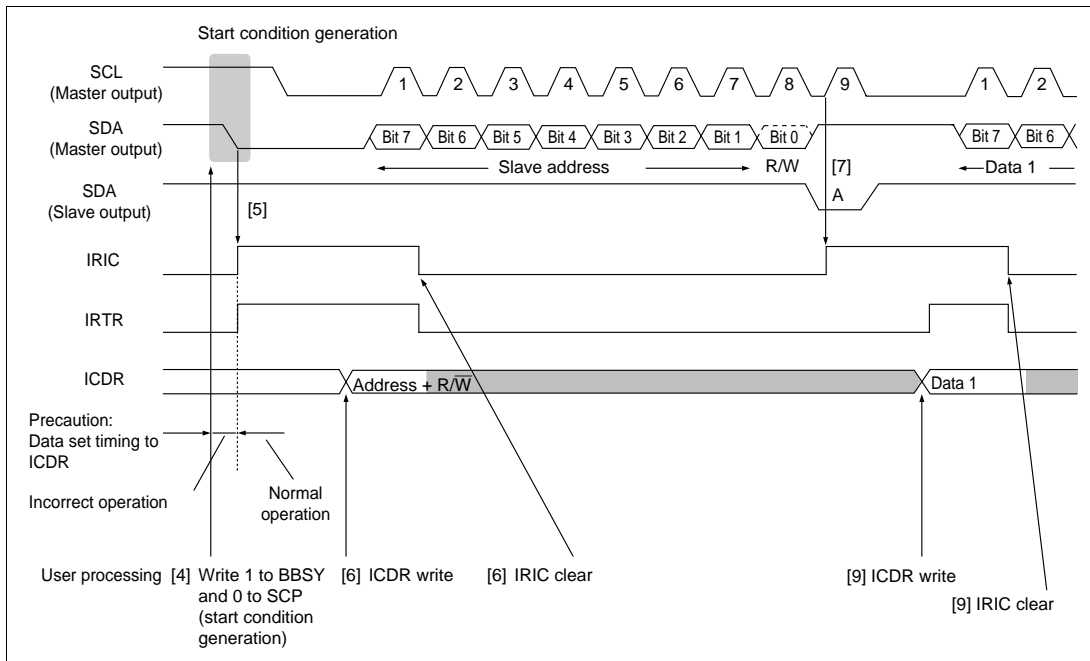 Start condition generation
SCL
(Master output)
1 2 3 4 5 6 7 8 9 1 2
SDA
(Master output)
Bit 7 Bit 6 Bit 5 Bit 4 Bit 3 Bit 2 Bit 1 Bit 0 Bit 7 Bit 6
Slave address R/W [7] Data 1
SDA
(Slave output)
[5]
A
IRIC
IRTR
ICDR
Address + R/W̅
Data 1
Precaution:
Data set timing to
ICDR
Incorrect operation
Normal
operation
User processing [4] Write 1 to BBSY
and 0 to SCP
(start condition
generation)
[6] ICDR write
[6] IRIC clear
[9] ICDR write
[9] IRIC clear